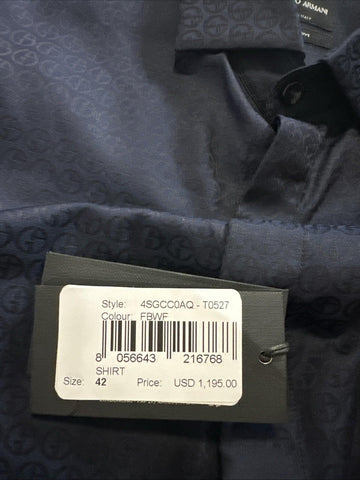 O ARMANI
Style: 4SGCC0AQ - T0527
Colour: FBWF
8 056643 216768
SHIRT
Size: 42 Price: USD 1,195.00